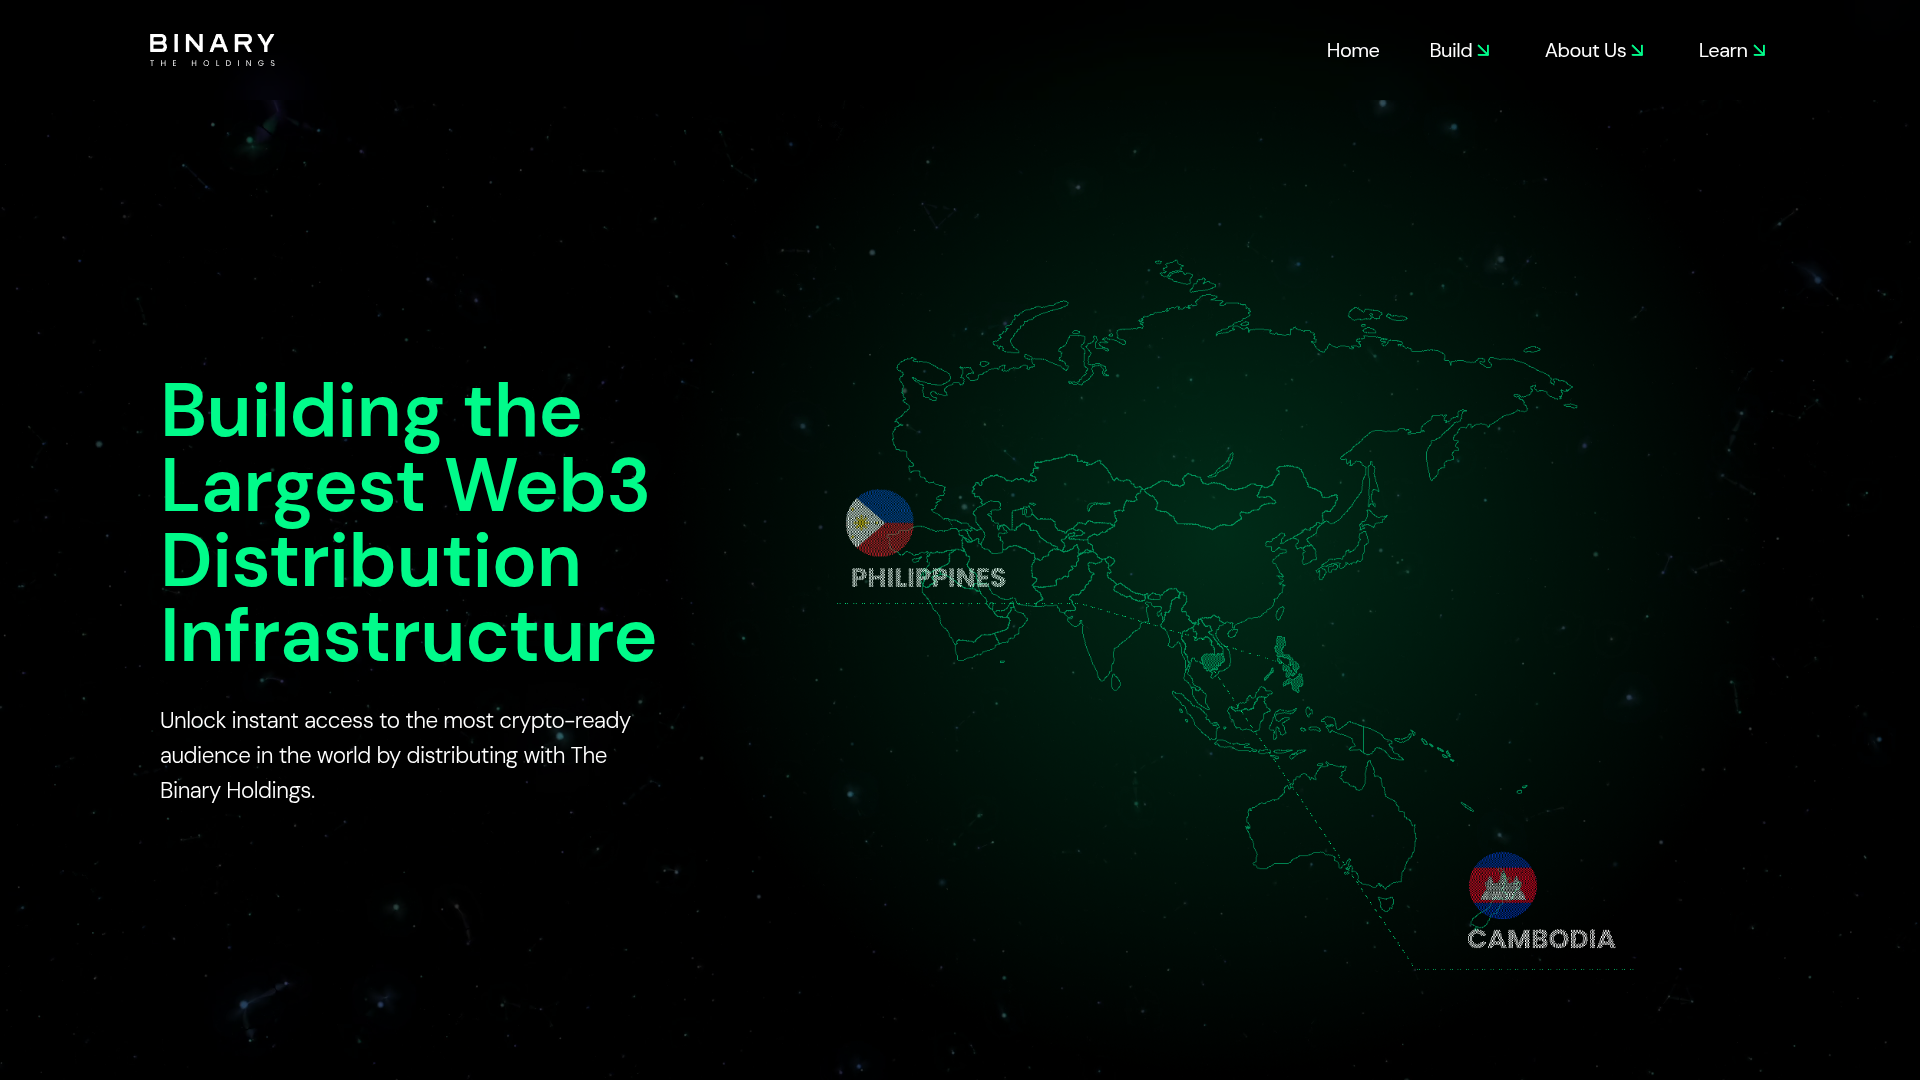 BINARY
THE HOLDINGS
Home
Build
About Us
Learn
Building the
Largest Web3
Distribution
Infrastructure
Unlock instant access to the most crypto-ready
audience in the world by distributing with The
Binary Holdings.
PHILIPPINES
CAMBODIA